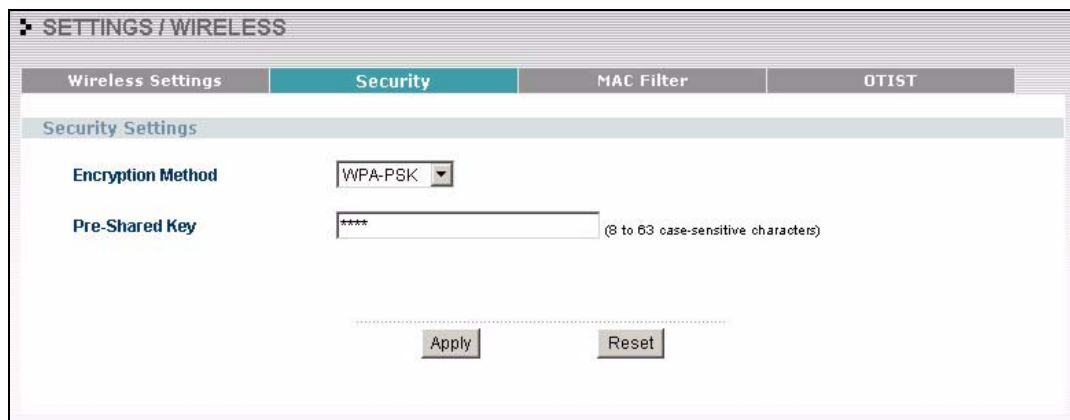 SETTINGS / WIRELESS
Wireless Settings Security MAC Filter OTIST
Security Settings
Encryption Method WPA-PSK
Pre-Shared Key **** (8 to 63 case-sensitive characters)
Apply Reset